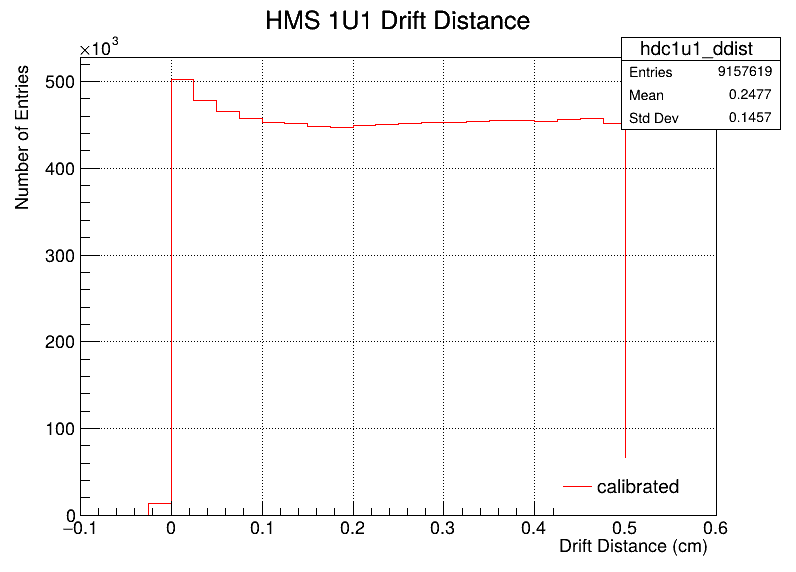 HMS 1U1 Drift Distance
×10³
hdc1u1_ddist
Entries 9157619
Mean 0.2477
Std Dev 0.1457
Number of Entries
500
400
300
200
100
0
−0.1 0 0.1 0.2 0.3 0.4 0.5 0.6
calibrated
Drift Distance (cm)